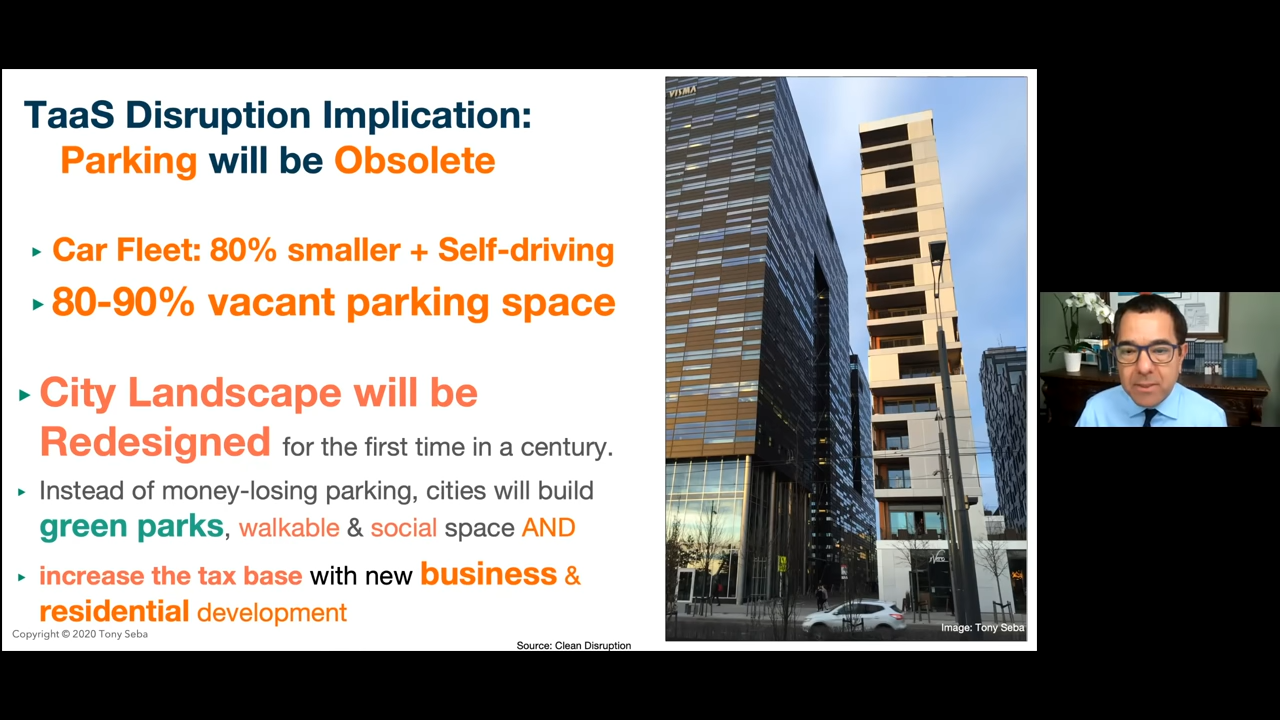 TaaS Disruption Implication:
Parking will be Obsolete
Car Fleet: 80% smaller + Self-driving
80-90% vacant parking space
City Landscape will be
Redesigned for the first time in a century.
Instead of money-losing parking, cities will build
green parks, walkable & social space AND
increase the tax base with new business &
residential development
Copyright © 2020 Tony Seba
Source: Clean Disruption
VISMA
Image: Tony Seba